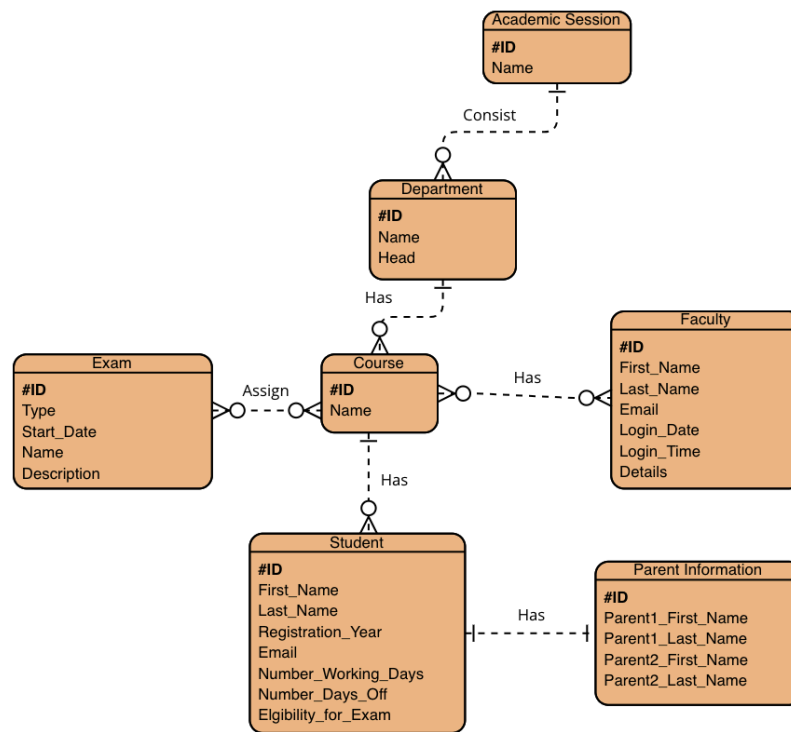 Academic Session
#ID
Name
Consist
Department
#ID
Name
Head
Has
Exam
#ID
Type
Start_Date
Name
Description
Assign
Course
#ID
Name
Has
Faculty
#ID
First_Name
Last_Name
Email
Login_Date
Login_Time
Details
Has
Student
#ID
First_Name
Last_Name
Registration_Year
Email
Number_Working_Days
Number_Days_Off
Elgibility_for_Exam
Has
Parent Information
#ID
Parent1_First_Name
Parent1_Last_Name
Parent2_First_Name
Parent2_Last_Name